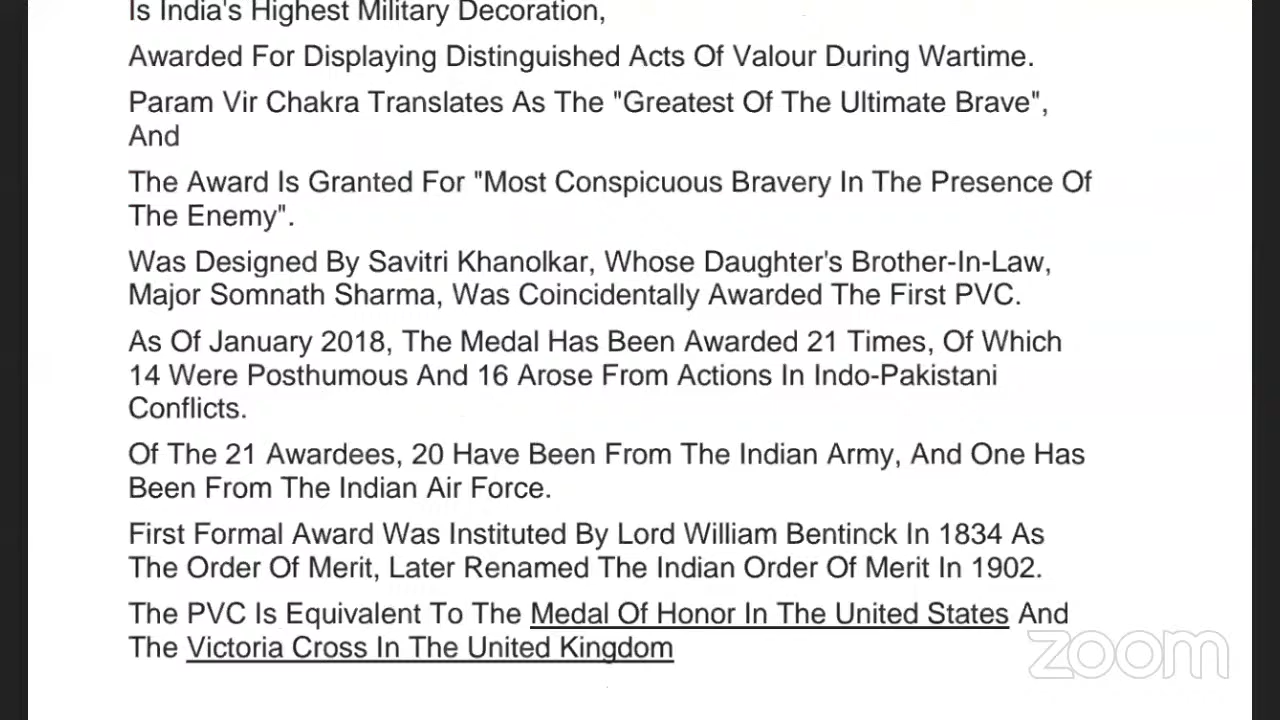 Is India's Highest Military Decoration,
Awarded For Displaying Distinguished Acts Of Valour During Wartime.
Param Vir Chakra Translates As The "Greatest Of The Ultimate Brave",
And
The Award Is Granted For "Most Conspicuous Bravery In The Presence Of
The Enemy".
Was Designed By Savitri Khanolkar, Whose Daughter's Brother-In-Law,
Major Somnath Sharma, Was Coincidentally Awarded The First PVC.
As Of January 2018, The Medal Has Been Awarded 21 Times, Of Which
14 Were Posthumous And 16 Arose From Actions In Indo-Pakistani
Conflicts.
Of The 21 Awardees, 20 Have Been From The Indian Army, And One Has
Been From The Indian Air Force.
First Formal Award Was Instituted By Lord William Bentinck In 1834 As
The Order Of Merit, Later Renamed The Indian Order Of Merit In 1902.
The PVC Is Equivalent To The Medal Of Honor In The United States And
The Victoria Cross In The United Kingdom
zoom